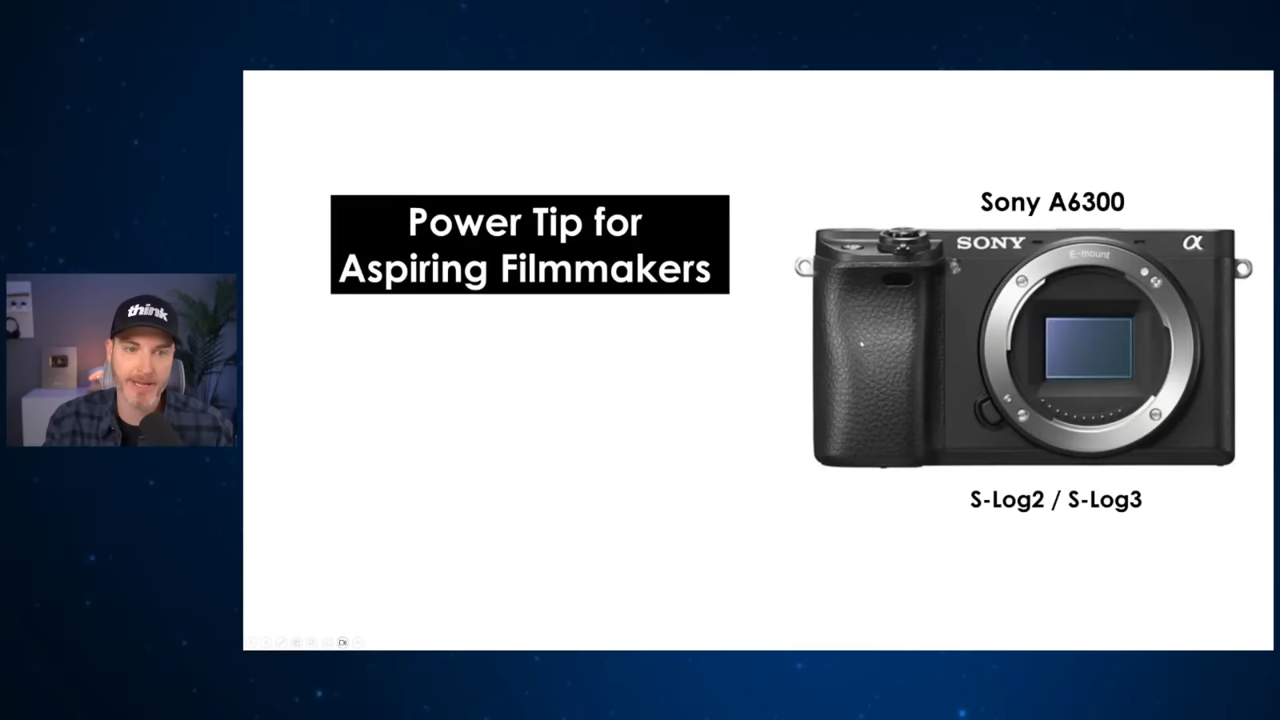 Power Tip for
Aspiring Filmmakers
Sony A6300
SONY
α
E-mount
S-Log2 / S-Log3
think